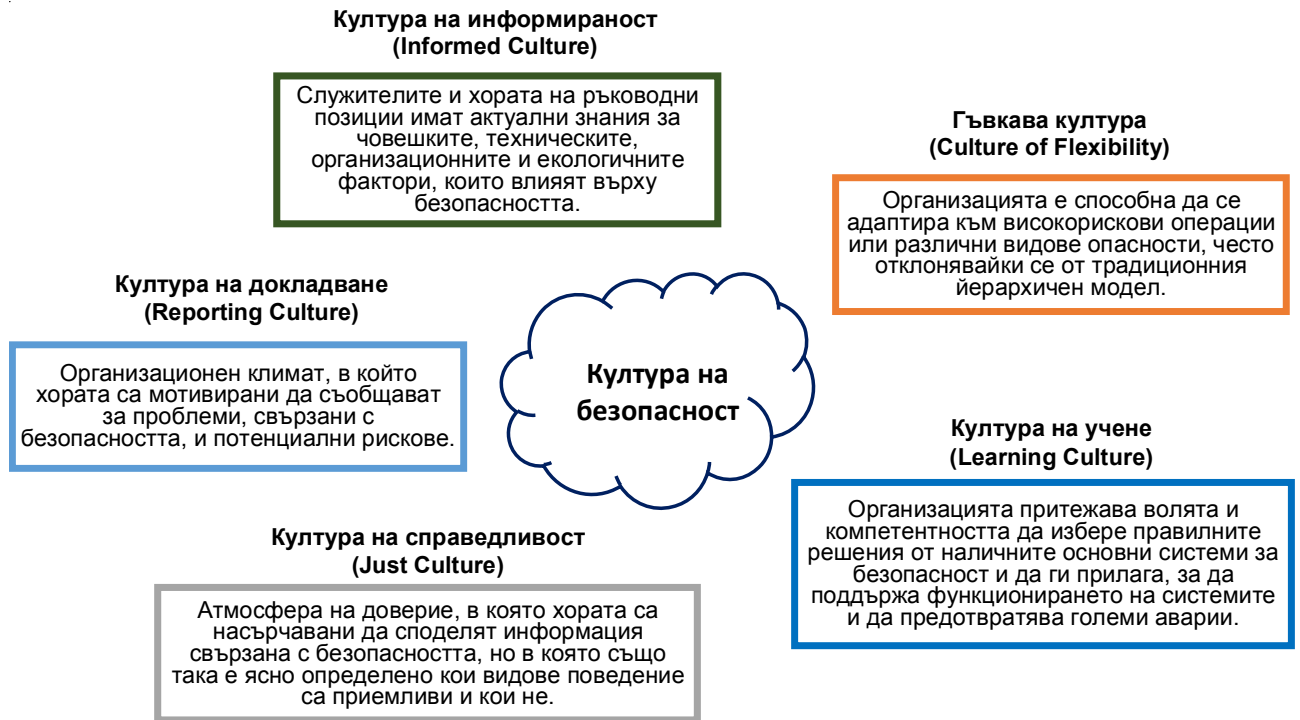 Култура на информираност
(Informed Culture)
Служителите и хората на ръководни
позиции имат актуални знания за
човешките, техническите,
организационните и екологичните
фактори, които влияят върху
безопасността.
Гъвкава култура
(Culture of Flexibility)
Организацията е способна да се
адаптира към високорискови операции
или различни видове опасности, често
отклонявайки се от традиционния
йерархичен модел.
Култура на докладване
(Reporting Culture)
Организационен климат, в който
хората са мотивирани да съобщават
за проблеми, свързани с
безопасността, и потенциални рискове.
Култура на
безопасност
Култура на учене
(Learning Culture)
Организацията притежава волята и
компетентността да избере правилните
решения от наличните основни системи за
безопасност и да ги прилага, за да
поддържа функционирането на системите
и да предотвратява големи аварии.
Култура на справедливост
(Just Culture)
Атмосфера на доверие, в която хората са
насърчавани да споделят информация
свързана с безопасността, но в която също
така е ясно определено кои видове поведение
са приемливи и кои не.